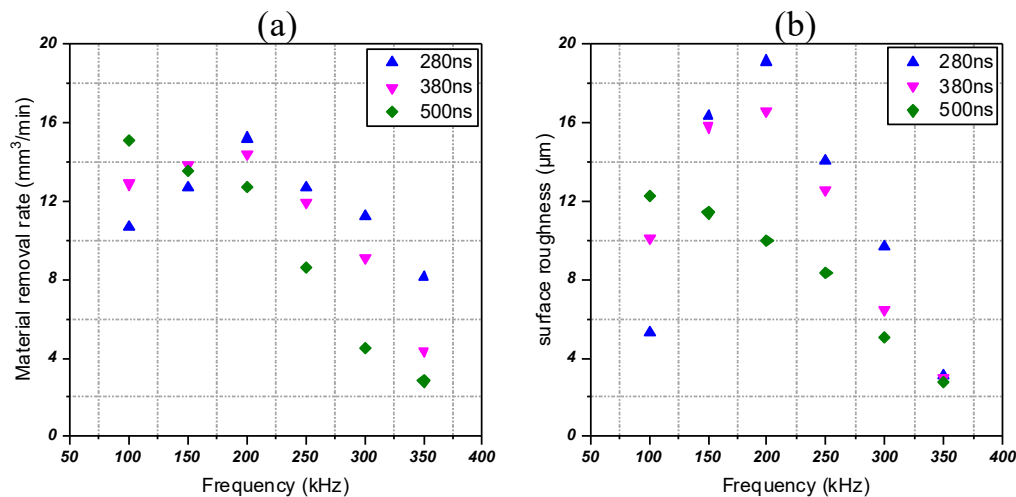 (a)
20
16
12
8
4
0
50 100 150 200 250 300 350 400
Material removal rate (mm³/min)
Frequency (kHz)
280ns
380ns
500ns
(b)
20
16
12
8
4
0
50 100 150 200 250 300 350 400
surface roughness (μm)
Frequency (kHz)
280ns
380ns
500ns